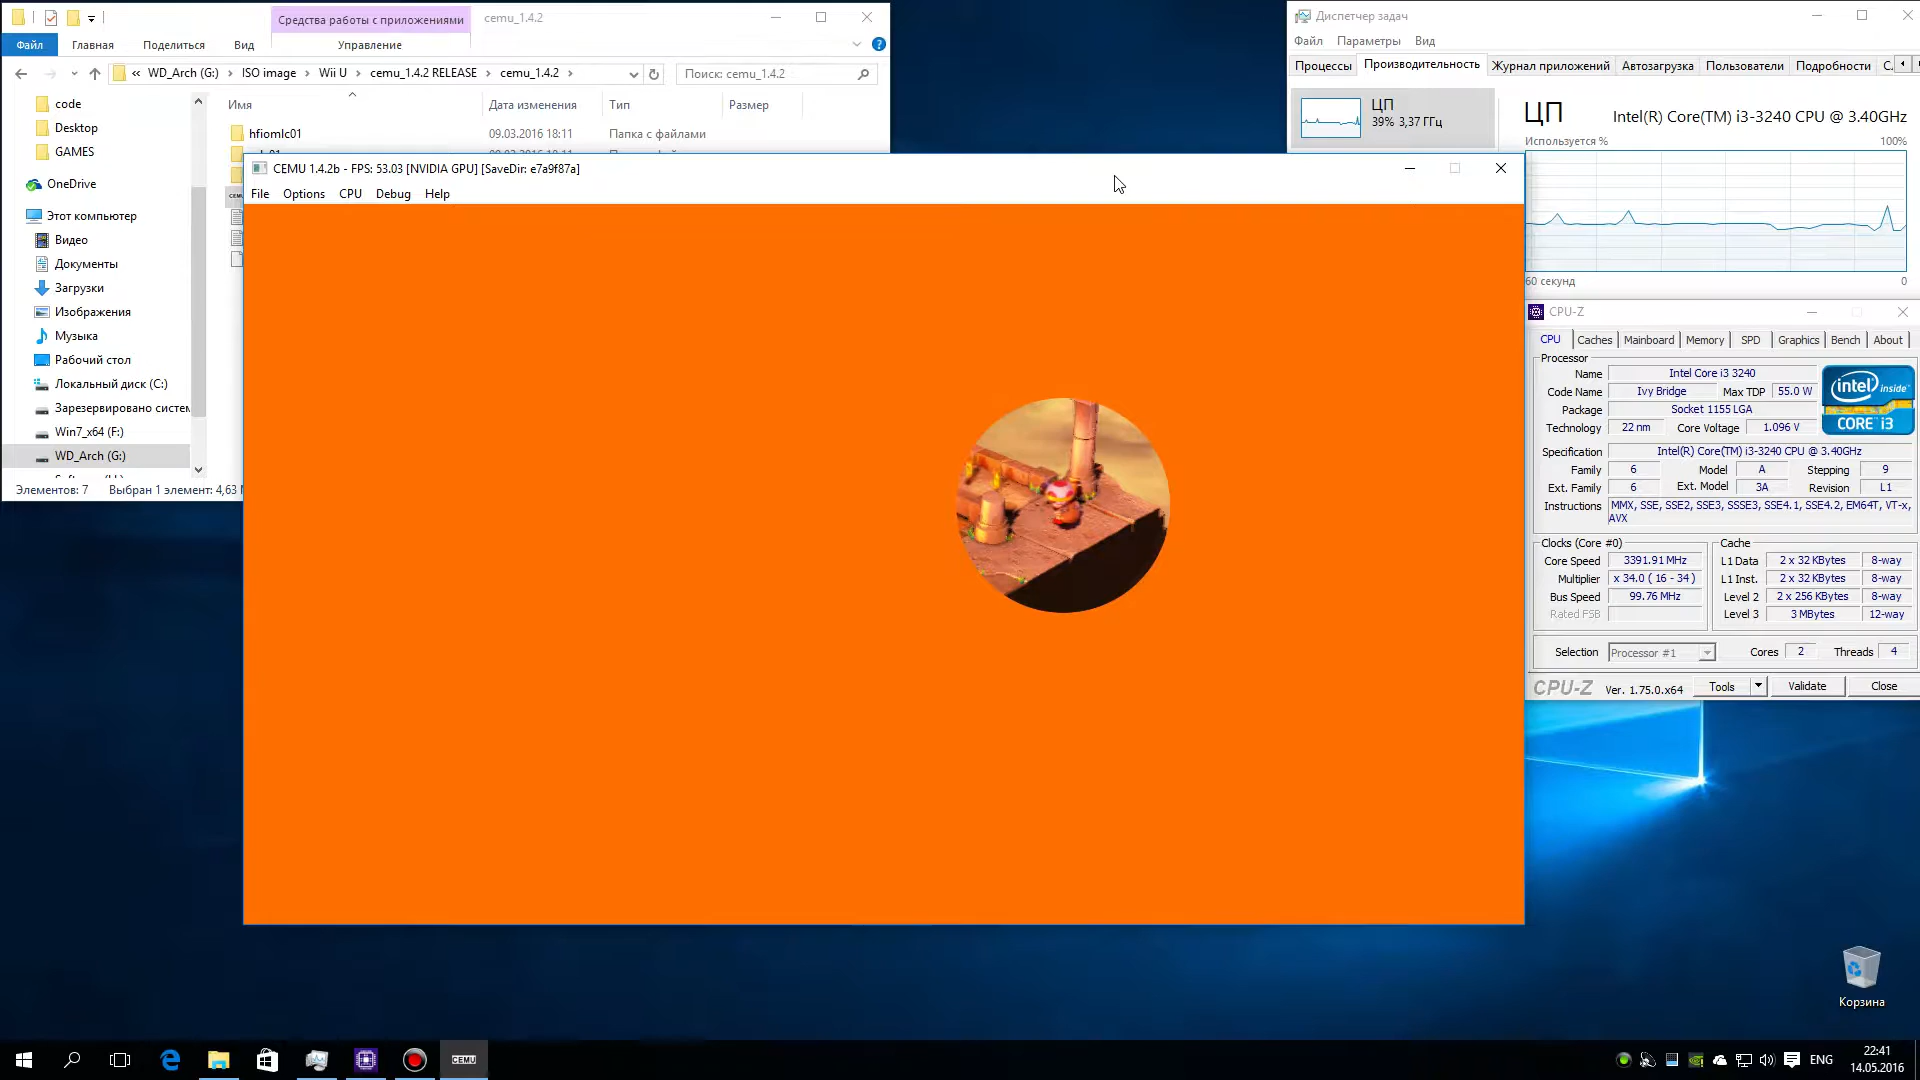 Средства работы с приложениями
cemu_1.4.2
Файл
Главная
Поделиться
Вид
Управление
« WD_Arch (G:) › ISO image › Wii U › cemu_1.4.2 RELEASE › cemu_1.4.2 ›
Поиск: cemu_1.4.2
code
Desktop
GAMES
OneDrive
Этот компьютер
Видео
Документы
Загрузки
Изображения
Музыка
Рабочий стол
Локальный диск (C:)
Зарезервировано систем
Win7_x64 (F:)
WD_Arch (G:)
Имя
Дата изменения
Тип
Размер
hfiomlc01
09.03.2016 18:11
Папка с файлами
Элементов: 7
Выбран 1 элемент: 4,63 М
CEMU 1.4.2b - FPS: 53.03 [NVIDIA GPU] [SaveDir: e7a9f87a]
File Options CPU Debug Help
Диспетчер задач
Файл Параметры Вид
Процессы
Производительность
Журнал приложений
Автозагрузка
Пользователи
Подробности
С.
ЦП
39% 3,37 ГГц
ЦП
Intel(R) Core(TM) i3-3240 CPU @ 3.40GHz
Используется %
100%
60 секунд
0
CPU-Z
CPU Caches Mainboard Memory SPD Graphics Bench About
Processor
Name Intel Core i3 3240
Code Name Ivy Bridge Max TDP 55.0 W
Package Socket 1155 LGA
Technology 22 nm Core Voltage 1.096 V
intel inside
CORE i3
Specification Intel(R) Core(TM) i3-3240 CPU @ 3.40GHz
Family 6 Model A Stepping 9
Ext. Family 6 Ext. Model 3A Revision L1
Instructions MMX, SSE, SSE2, SSE3, SSSE3, SSE4.1, SSE4.2, EM64T, VT-x,
AVX
Clocks (Core #0)
Core Speed 3391.91 MHz
Multiplier x 34.0 ( 16 - 34 )
Bus Speed 99.76 MHz
Rated FSB
Cache
L1 Data 2 x 32 KBytes 8-way
L1 Inst. 2 x 32 KBytes 8-way
Level 2 2 x 256 KBytes 8-way
Level 3 3 MBytes 12-way
Selection Processor #1 Cores 2 Threads 4
CPU-Z Ver. 1.75.0.x64 Tools Validate Close
Корзина
CEMU
ENG
22:41
14.05.2016